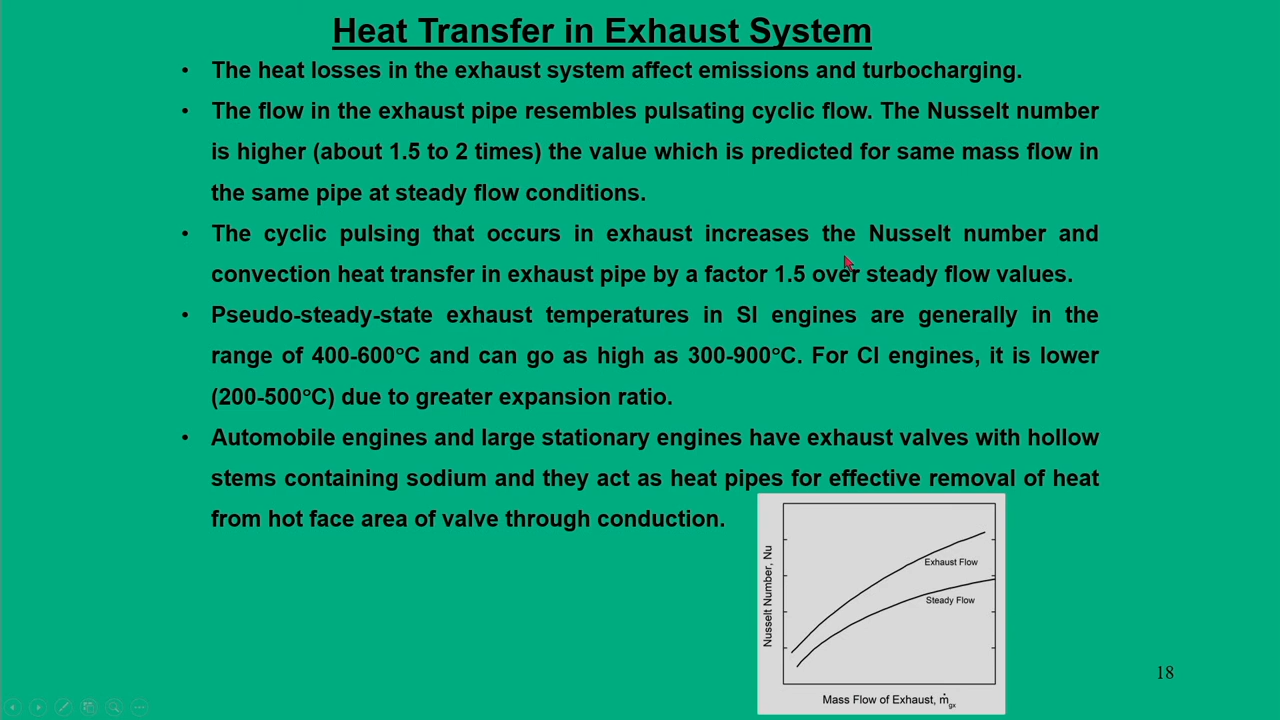 Heat Transfer in Exhaust System
• The heat losses in the exhaust system affect emissions and turbocharging.
• The flow in the exhaust pipe resembles pulsating cyclic flow. The Nusselt number
is higher (about 1.5 to 2 times) the value which is predicted for same mass flow in
the same pipe at steady flow conditions.
• The cyclic pulsing that occurs in exhaust increases the Nusselt number and
convection heat transfer in exhaust pipe by a factor 1.5 over steady flow values.
• Pseudo-steady-state exhaust temperatures in SI engines are generally in the
range of 400-600°C and can go as high as 300-900°C. For CI engines, it is lower
(200-500°C) due to greater expansion ratio.
• Automobile engines and large stationary engines have exhaust valves with hollow
stems containing sodium and they act as heat pipes for effective removal of heat
from hot face area of valve through conduction.
Nusselt Number, Nu
Exhaust Flow
Steady Flow
Mass Flow of Exhaust, ṁgx
18